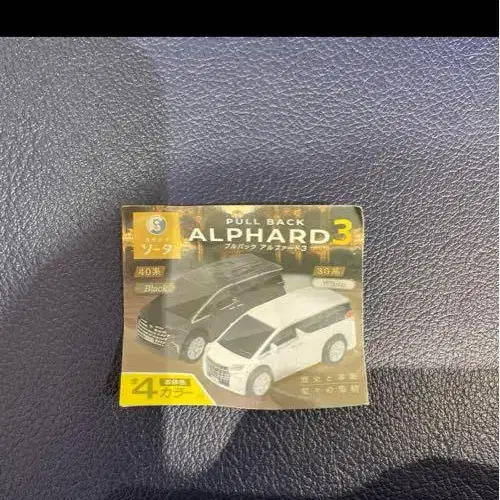 S
ソータ
PULL BACK
ALPHARD3
プルバック アルファード3
40系
Black
30系
White
全4カラー